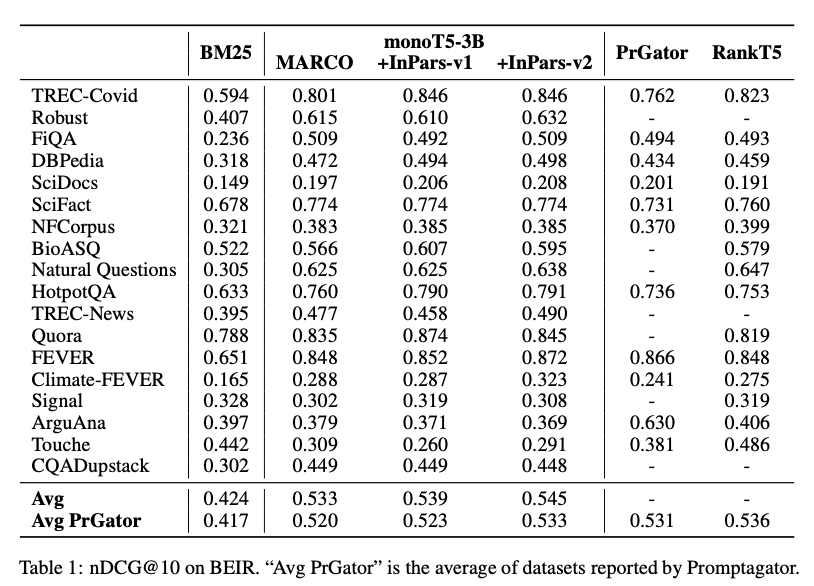 monoT5-3B
BM25 MARCO +InPars-v1 +InPars-v2 PrGator RankT5
TREC-Covid 0.594 0.801 0.846 0.846 0.762 0.823
Robust 0.407 0.615 0.610 0.632 - -
FiQA 0.236 0.509 0.492 0.509 0.494 0.493
DBPedia 0.318 0.472 0.494 0.498 0.434 0.459
SciDocs 0.149 0.197 0.206 0.208 0.201 0.191
SciFact 0.678 0.774 0.774 0.774 0.731 0.760
NFCorpus 0.321 0.383 0.385 0.385 0.370 0.399
BioASQ 0.522 0.566 0.607 0.595 - 0.579
Natural Questions 0.305 0.625 0.625 0.638 - 0.647
HotpotQA 0.633 0.760 0.790 0.791 0.736 0.753
TREC-News 0.395 0.477 0.458 0.490 - -
Quora 0.788 0.835 0.874 0.845 - 0.819
FEVER 0.651 0.848 0.852 0.872 0.866 0.848
Climate-FEVER 0.165 0.288 0.287 0.323 0.241 0.275
Signal 0.328 0.302 0.319 0.308 - 0.319
ArguAna 0.397 0.379 0.371 0.369 0.630 0.406
Touche 0.442 0.309 0.260 0.291 0.381 0.486
CQADupstack 0.302 0.449 0.449 0.448 - -
Avg 0.424 0.533 0.539 0.545 - -
Avg PrGator 0.417 0.520 0.523 0.533 0.531 0.536
Table 1: nDCG@10 on BEIR. “Avg PrGator” is the average of datasets reported by Promptagator.